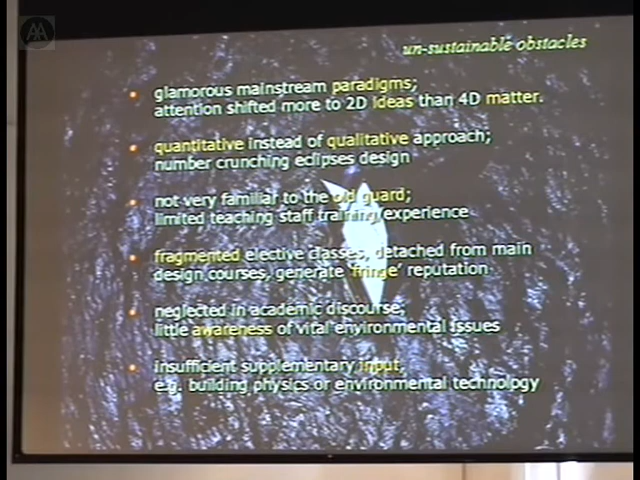 AA
un-sustainable obstacles
glamorous mainstream paradigms;
attention shifted more to 2D ideas than 4D matter.
quantitative instead of qualitative approach;
number crunching eclipses design
not very familiar to the old guard;
limited teaching staff training/experience
fragmented elective classes, detached from main
design courses, generate 'fringe' reputation
neglected in academic discourse;
little awareness of vital environmental issues
insufficient supplementary input,
e.g. building physics or environmental technology